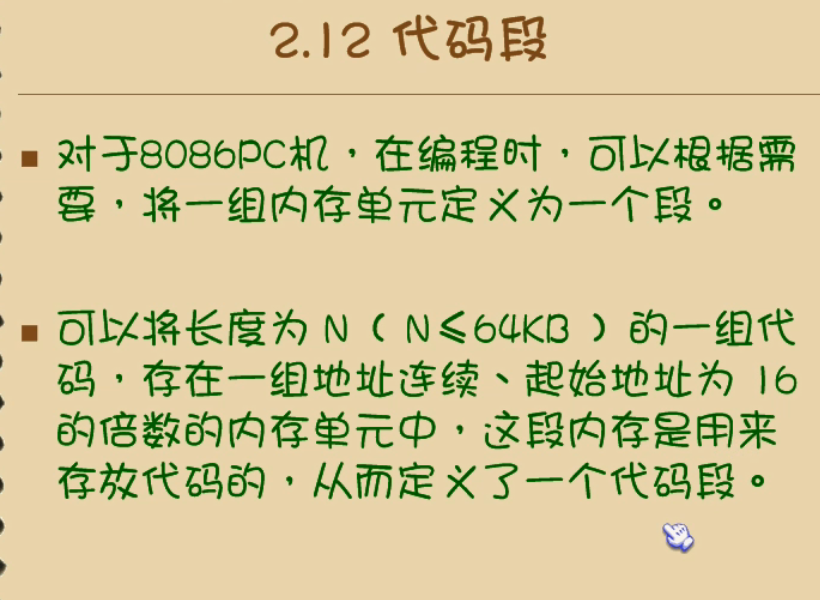 2.12 代码段
■ 对于8086PC机，在编程时，可以根据需
要，将一组内存单元定义为一个段。
■ 可以将长度为 N（ N≤64KB ）的一组代
码，存在一组地址连续、起始地址为 16
的倍数的内存单元中，这段内存是用来
存放代码的，从而定义了一个代码段。